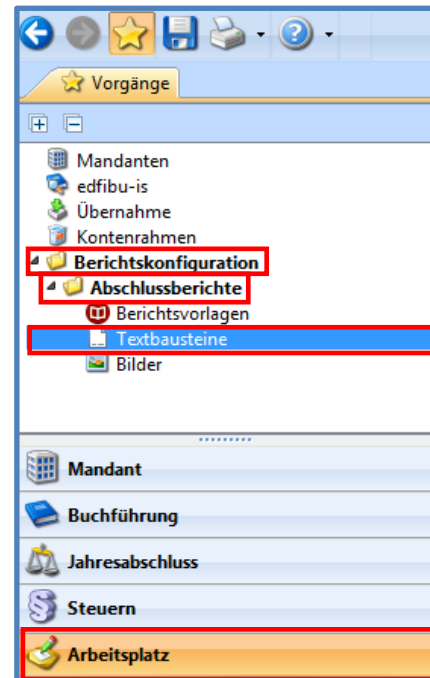 Vorgänge
Mandanten
edfibu-is
Übernahme
Kontenrahmen
Berichtskonfiguration
Abschlussberichte
Berichtsvorlagen
Textbausteine
Bilder
Mandant
Buchführung
Jahresabschluss
Steuern
Arbeitsplatz